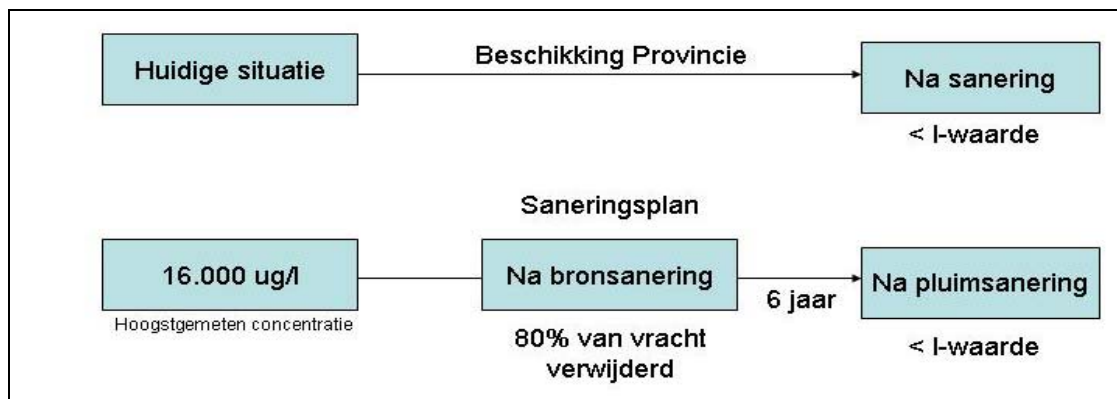 Huidige situatie
Beschikking Provincie
Na sanering
< I-waarde
Saneringsplan
16.000 ug/l
Hoogstgemeten concentratie
Na bronsanering
80% van vracht
verwijderd
6 jaar
Na pluimsanering
< I-waarde